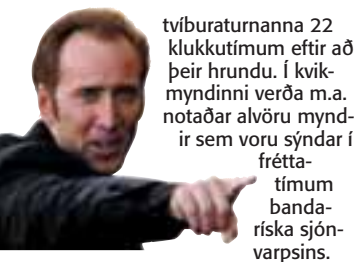 tvíburaturnanna 22
klukkutímum eftir að
þeir hrundu. Í kvik-
myndinni verða m.a.
notaðar alvöru mynd-
ir sem voru sýndar í
frétta-
tímum
banda-
ríska sjón-
varpsins.